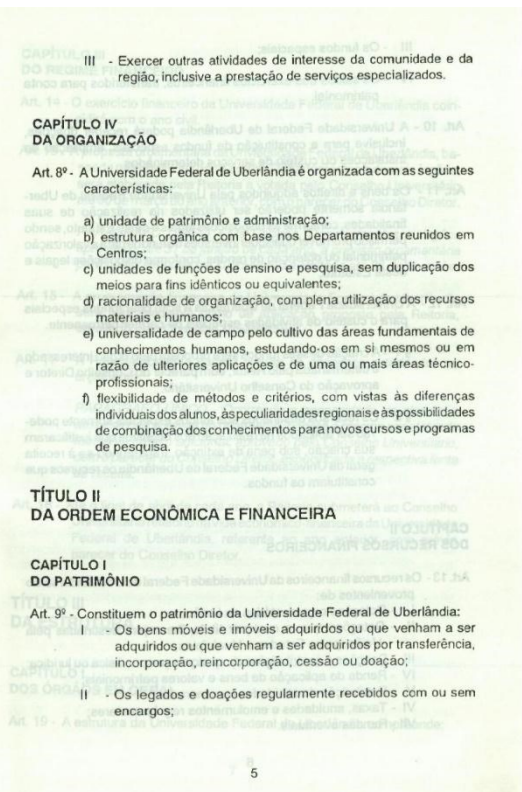 III - Exercer outras atividades de interesse da comunidade e da
região, inclusive a prestação de serviços especializados.
CAPÍTULO IV
DA ORGANIZAÇÃO
Art. 8º - A Universidade Federal de Uberlândia é organizada com as seguintes
características:
a) unidade de patrimônio e administração;
b) estrutura orgânica com base nos Departamentos reunidos em
Centros;
c) unidades de funções de ensino e pesquisa, sem duplicação dos
meios para fins idênticos ou equivalentes;
d) racionalidade de organização, com plena utilização dos recursos
materiais e humanos;
e) universalidade de campo pelo cultivo das áreas fundamentais de
conhecimentos humanos, estudando-os em si mesmos ou em
razão de ulteriores aplicações e de uma ou mais áreas técnico-
profissionais;
f) flexibilidade de métodos e critérios, com vistas às diferenças
individuais dos alunos, às peculiaridades regionais e às possibilidades
de combinação dos conhecimentos para novos cursos e programas
de pesquisa.
TÍTULO II
DA ORDEM ECONÔMICA E FINANCEIRA
CAPÍTULO I
DO PATRIMÔNIO
Art. 9º - Constituem o patrimônio da Universidade Federal de Uberlândia:
I - Os bens móveis e imóveis adquiridos ou que venham a ser
adquiridos ou que venham a ser adquiridos por transferência,
incorporação, reincorporação, cessão ou doação;
II - Os legados e doações regularmente recebidos com ou sem
encargos;
5